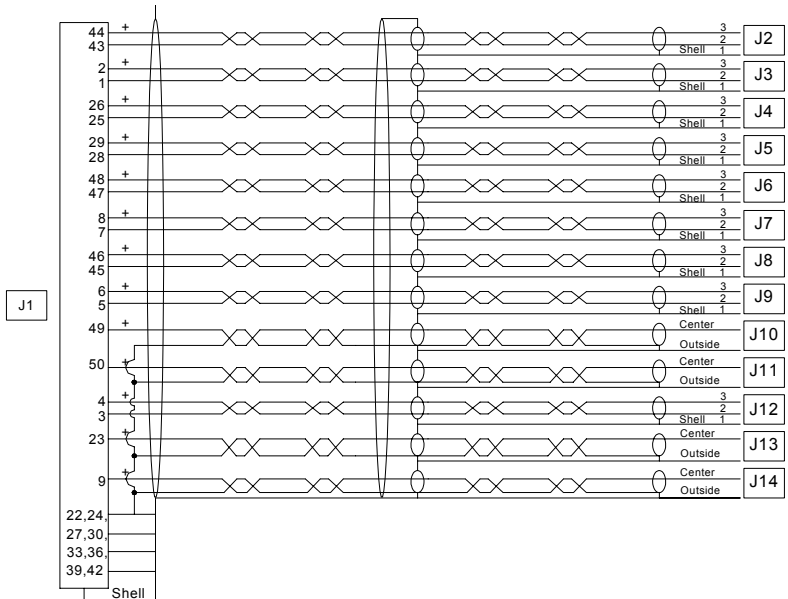 44 + 3
43 2 J2
Shell 1
2 + 3
1 2 J3
Shell 1
26 + 3
25 2 J4
Shell 1
29 + 3
28 2 J5
Shell 1
48 + 3
47 2 J6
Shell 1
8 + 3
7 2 J7
Shell 1
46 + 3
45 2 J8
Shell 1
6 + 3
5 2 J9
Shell 1
J1
49 + Center
J10
Outside
50 + Center
J11
Outside
4 + 3
3 2 J12
Shell 1
23 + Center
J13
Outside
9 + Center
J14
Outside
22,24,
27,30,
33,36,
39,42
Shell